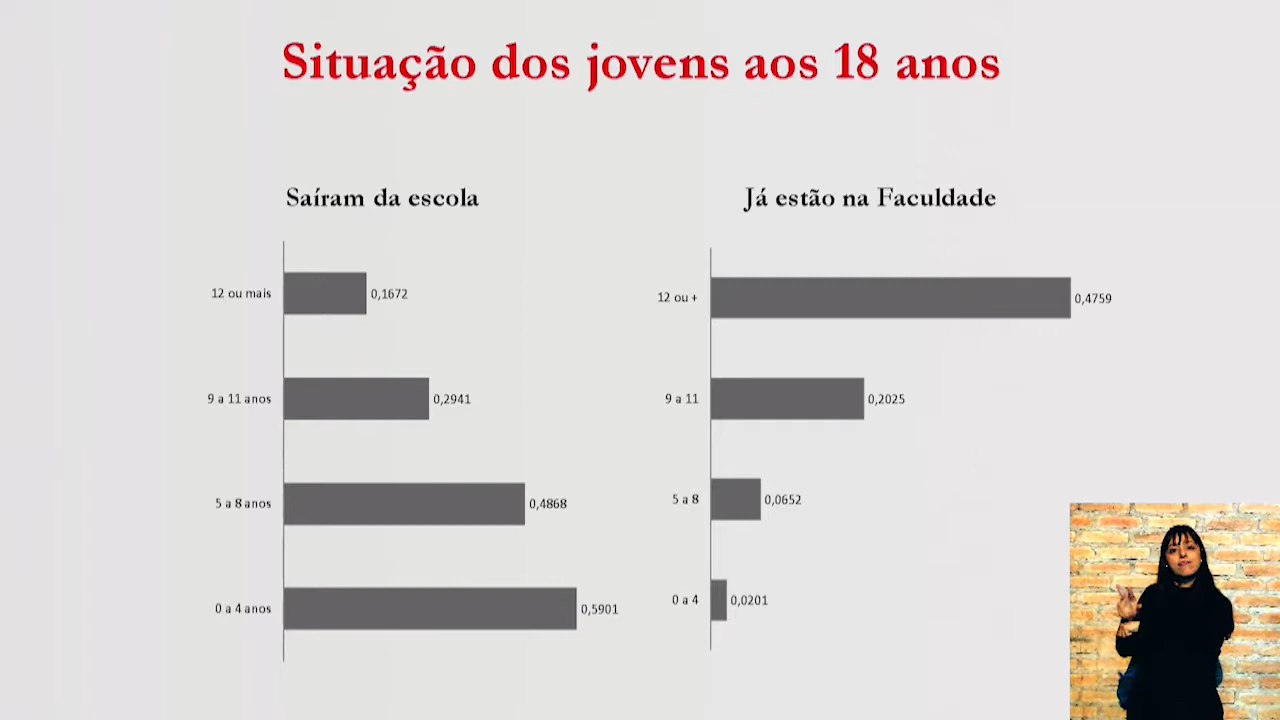 Situação dos jovens aos 18 anos
Saíram da escola
12 ou mais 0,1672
9 a 11 anos 0,2941
5 a 8 anos 0,4868
0 a 4 anos 0,5901
Já estão na Faculdade
12 ou + 0,4759
9 a 11 0,2025
5 a 8 0,0652
0 a 4 0,0201